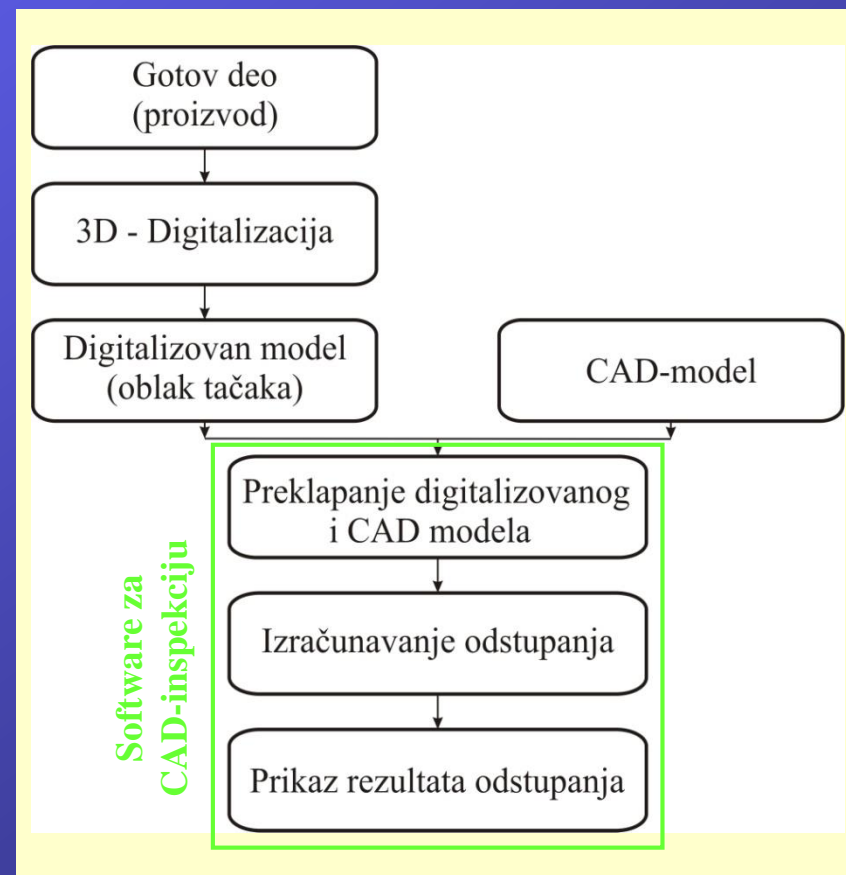 Gotov deo
(proizvod)
3D - Digitalizacija
Digitalizovan model
(oblak tačaka)
CAD-model
Preklapanje digitalizovanog
i CAD modela
Izračunavanje odstupanja
Prikaz rezultata odstupanja
Software za
CAD-inspekciju